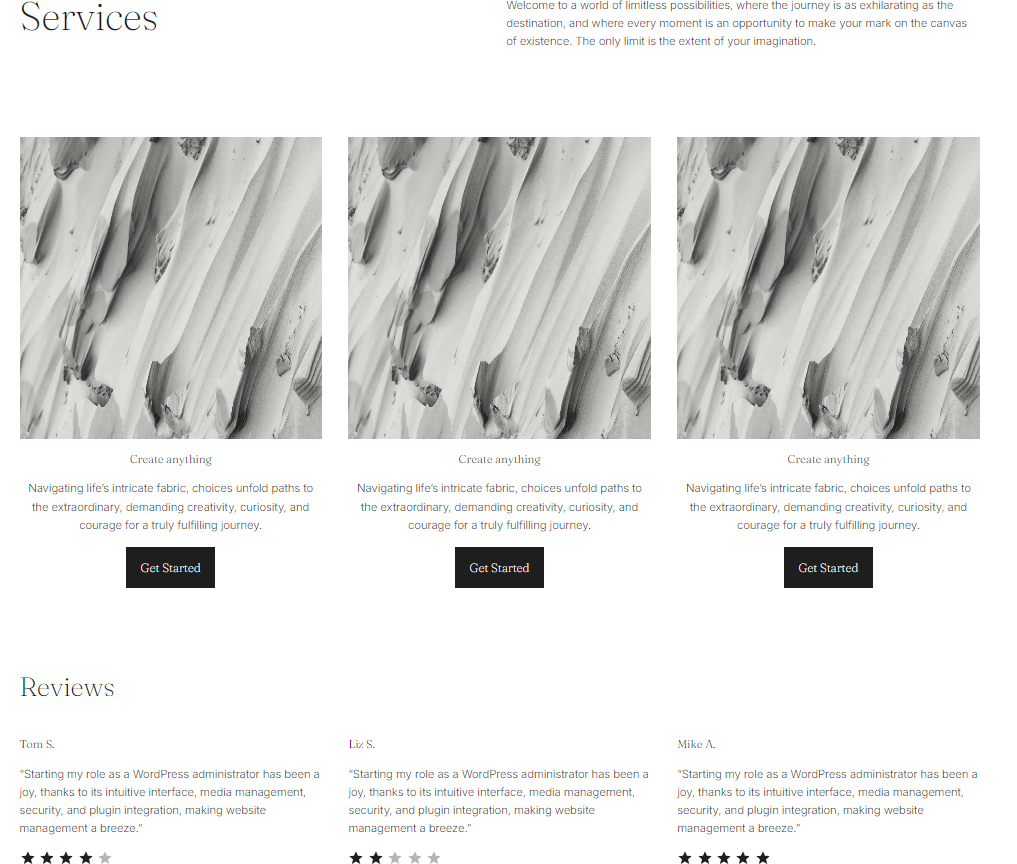 Services
Welcome to a world of limitless possibilities, where the journey is as exhilarating as the
destination, and where every moment is an opportunity to make your mark on the canvas
of existence. The only limit is the extent of your imagination.
Create anything
Navigating life’s intricate fabric, choices unfold paths to
the extraordinary, demanding creativity, curiosity, and
courage for a truly fulfilling journey.
Get Started
Create anything
Navigating life’s intricate fabric, choices unfold paths to
the extraordinary, demanding creativity, curiosity, and
courage for a truly fulfilling journey.
Get Started
Create anything
Navigating life’s intricate fabric, choices unfold paths to
the extraordinary, demanding creativity, curiosity, and
courage for a truly fulfilling journey.
Get Started
Reviews
Tom S.
“Starting my role as a WordPress administrator has been a
joy, thanks to its intuitive interface, media management,
security, and plugin integration, making website
management a breeze.”
Liz S.
“Starting my role as a WordPress administrator has been a
joy, thanks to its intuitive interface, media management,
security, and plugin integration, making website
management a breeze.”
Mike A.
“Starting my role as a WordPress administrator has been a
joy, thanks to its intuitive interface, media management,
security, and plugin integration, making website
management a breeze.”